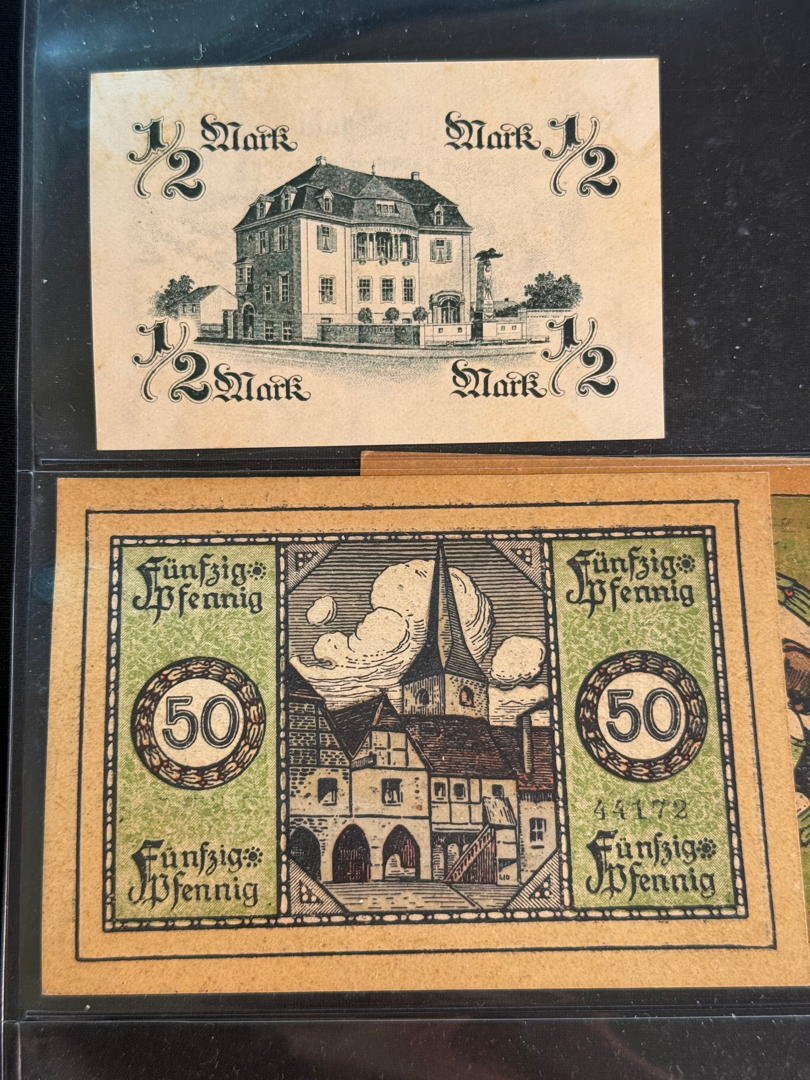 1/2 Mark
Mark 1/2
1/2 Mark
Mark 1/2
Fünfzig
Pfennig
50
Fünfzig
Pfennig
Fünfzig
Pfennig
50
44172
Fünfzig
Pfennig